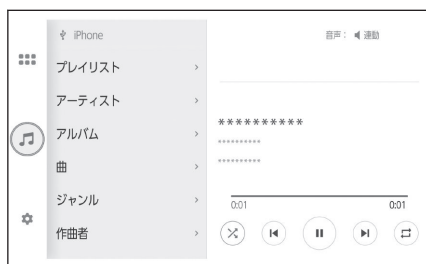 iPhone
音声： 連動
プレイリスト
アーティスト
アルバム
曲
ジャンル
作曲者
**********
**********
**********
0:01
0:01